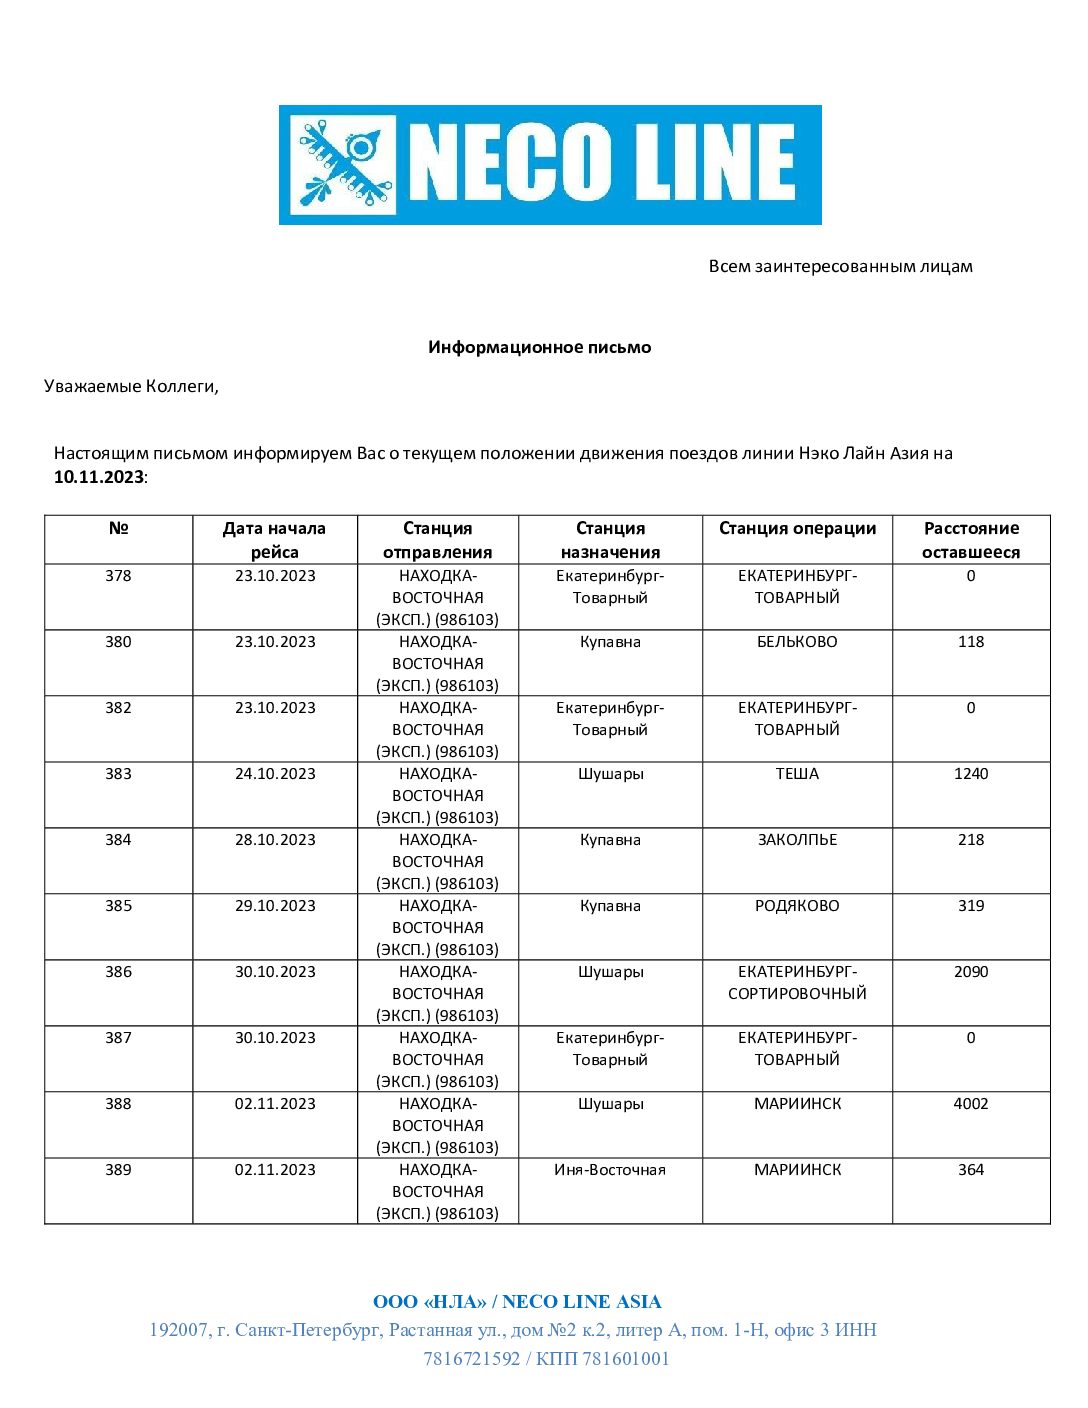 NECO LINE
Всем заинтересованным лицам
Информационное письмо
Уважаемые Коллеги,
Настоящим письмом информируем Вас о текущем положении движения поездов линии Нэко Лайн Азия на
10.11.2023:
№ Дата начала рейса Станция отправления Станция назначения Станция операции Расстояние оставшееся
378 23.10.2023 НАХОДКА-ВОСТОЧНАЯ (ЭКСП.) (986103) Екатеринбург-Товарный ЕКАТЕРИНБУРГ-ТОВАРНЫЙ 0
380 23.10.2023 НАХОДКА-ВОСТОЧНАЯ (ЭКСП.) (986103) Купавна БЕЛЬКОВО 118
382 23.10.2023 НАХОДКА-ВОСТОЧНАЯ (ЭКСП.) (986103) Екатеринбург-Товарный ЕКАТЕРИНБУРГ-ТОВАРНЫЙ 0
383 24.10.2023 НАХОДКА-ВОСТОЧНАЯ (ЭКСП.) (986103) Шушары ТЕША 1240
384 28.10.2023 НАХОДКА-ВОСТОЧНАЯ (ЭКСП.) (986103) Купавна ЗАКОЛПЬЕ 218
385 29.10.2023 НАХОДКА-ВОСТОЧНАЯ (ЭКСП.) (986103) Купавна РОДЯКОВО 319
386 30.10.2023 НАХОДКА-ВОСТОЧНАЯ (ЭКСП.) (986103) Шушары ЕКАТЕРИНБУРГ-СОРТИРОВОЧНЫЙ 2090
387 30.10.2023 НАХОДКА-ВОСТОЧНАЯ (ЭКСП.) (986103) Екатеринбург-Товарный ЕКАТЕРИНБУРГ-ТОВАРНЫЙ 0
388 02.11.2023 НАХОДКА-ВОСТОЧНАЯ (ЭКСП.) (986103) Шушары МАРИИНСК 4002
389 02.11.2023 НАХОДКА-ВОСТОЧНАЯ (ЭКСП.) (986103) Иня-Восточная МАРИИНСК 364
ООО «НЛА» / NECO LINE ASIA
192007, г. Санкт-Петербург, Растанная ул., дом №2 к.2, литер А, пом. 1-Н, офис 3 ИНН
7816721592 / КПП 781601001